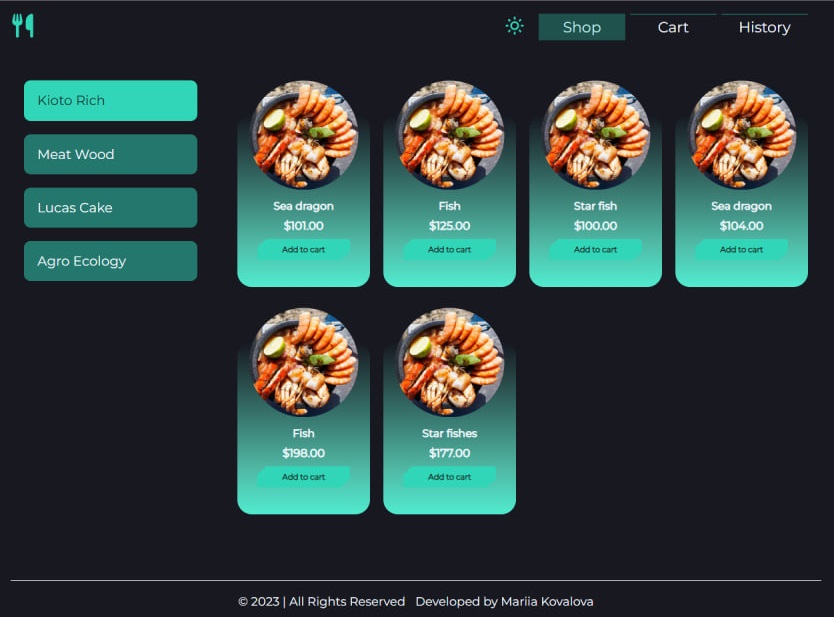 Shop
Cart
History
Kioto Rich
Meat Wood
Lucas Cake
Agro Ecology
Sea dragon
$101.00
Add to cart
Fish
$125.00
Add to cart
Star fish
$100.00
Add to cart
Sea dragon
$104.00
Add to cart
Fish
$198.00
Add to cart
Star fishes
$177.00
Add to cart
© 2023 | All Rights Reserved Developed by Mariia Kovalova